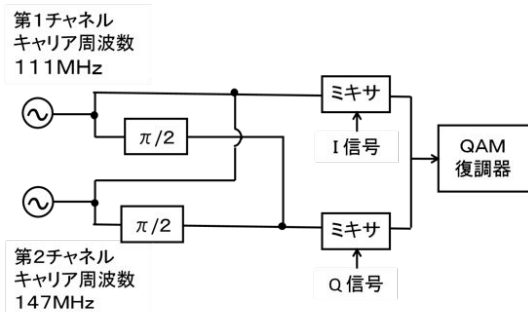 第1チャネル
キャリア周波数
111MHz
π/2
ミキサ
I 信号
QAM
復調器
π/2
ミキサ
Q 信号
第2チャネル
キャリア周波数
147MHz